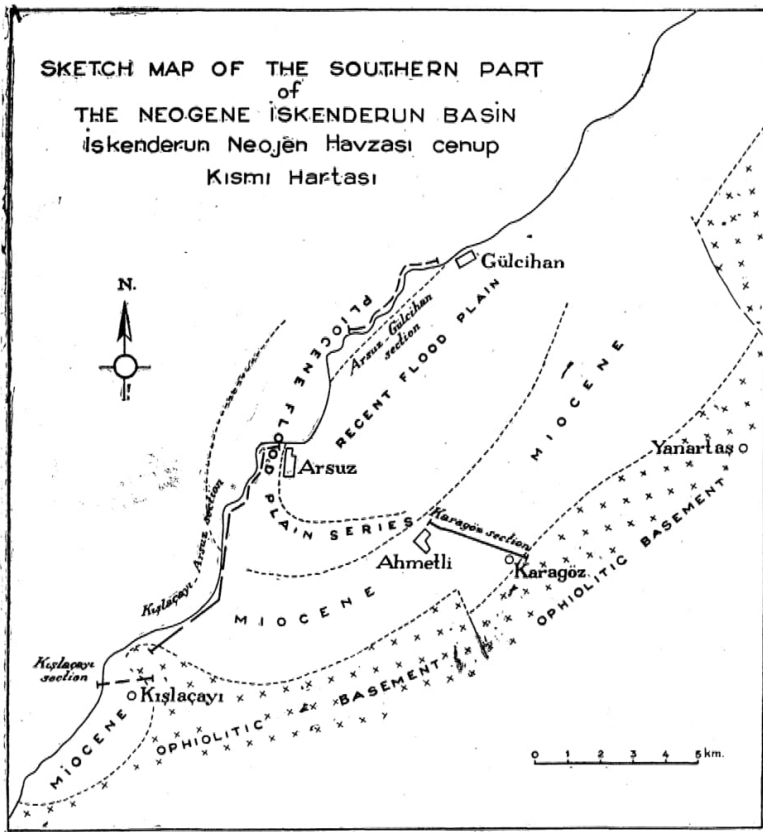 SKETCH MAP OF THE SOUTHERN PART
of
THE NEOGENE İSKENDERUN BASIN
İskenderun Neojen Havzası cenup
Kısmı Hartası
N.
Gülcihan
PLIOCENE FLOOD PLAIN SERIES
Arsuz-Gülcihan
section
RECENT FLOOD PLAIN
MIOCENE
Yanartaş
Arsuz
Kışlaçayı-Arsuz section
Karagöz section
Ahmetli
Karagöz
OPHIOLITIC BASEMENT
MIOCENE
Kışlaçayı
section
Kışlaçayı
MIOCENE
OPHIOLITIC BASEMENT
0 1 2 3 4 5 km.